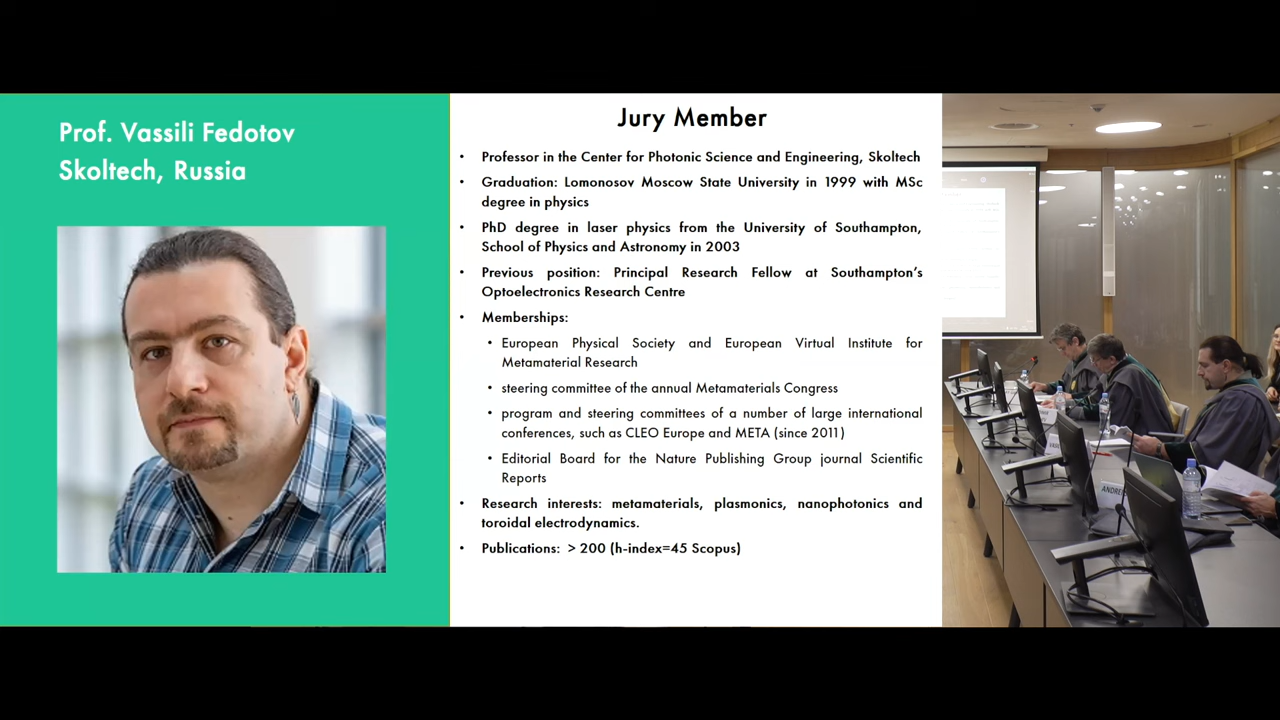 Prof. Vassili Fedotov
Skoltech, Russia
Jury Member
• Professor in the Center for Photonic Science and Engineering, Skoltech
• Graduation: Lomonosov Moscow State University in 1999 with MSc
degree in physics
• PhD degree in laser physics from the University of Southampton,
School of Physics and Astronomy in 2003
• Previous position: Principal Research Fellow at Southampton's
Optoelectronics Research Centre
• Memberships:
• European Physical Society and European Virtual Institute for
Metamaterial Research
• steering committee of the annual Metamaterials Congress
• program and steering committees of a number of large international
conferences, such as CLEO Europe and META (since 2011)
• Editorial Board for the Nature Publishing Group journal Scientific
Reports
• Research interests: metamaterials, plasmonics, nanophotonics and
toroidal electrodynamics.
• Publications: > 200 (h-index=45 Scopus)